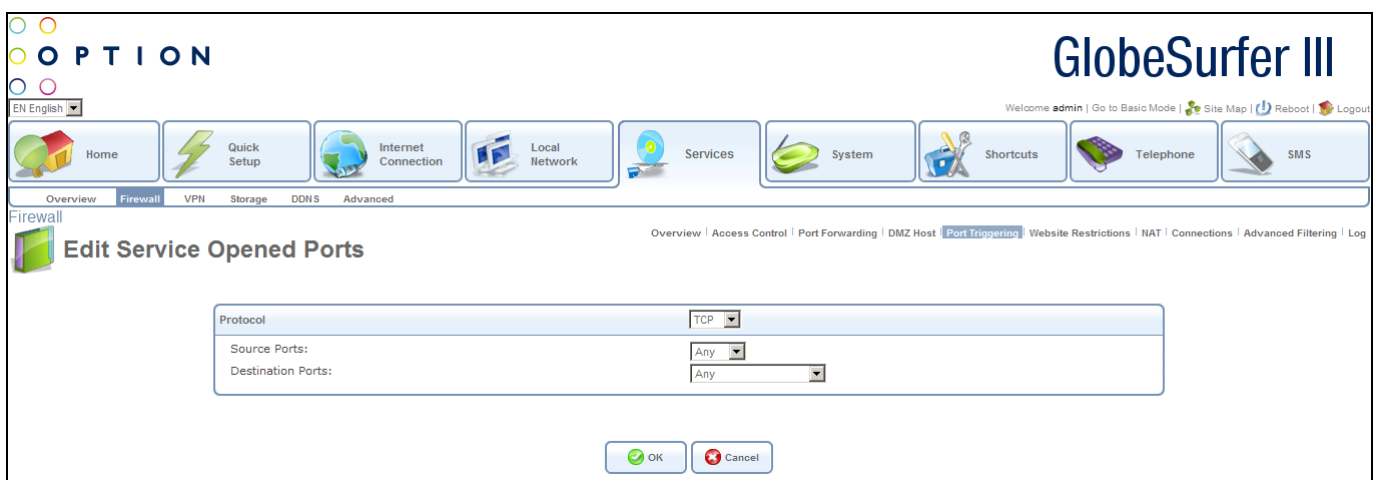 OPTION
GlobeSurfer III
EN English
Welcome admin | Go to Basic Mode | Site Map | Reboot | Logout
Home
Quick Setup
Internet Connection
Local Network
Services
System
Shortcuts
Telephone
SMS
Overview Firewall VPN Storage DDNS Advanced
Firewall
Edit Service Opened Ports
Overview | Access Control | Port Forwarding | DMZ Host | Port Triggering | Website Restrictions | NAT | Connections | Advanced Filtering | Log
Protocol TCP
Source Ports: Any
Destination Ports: Any
OK Cancel